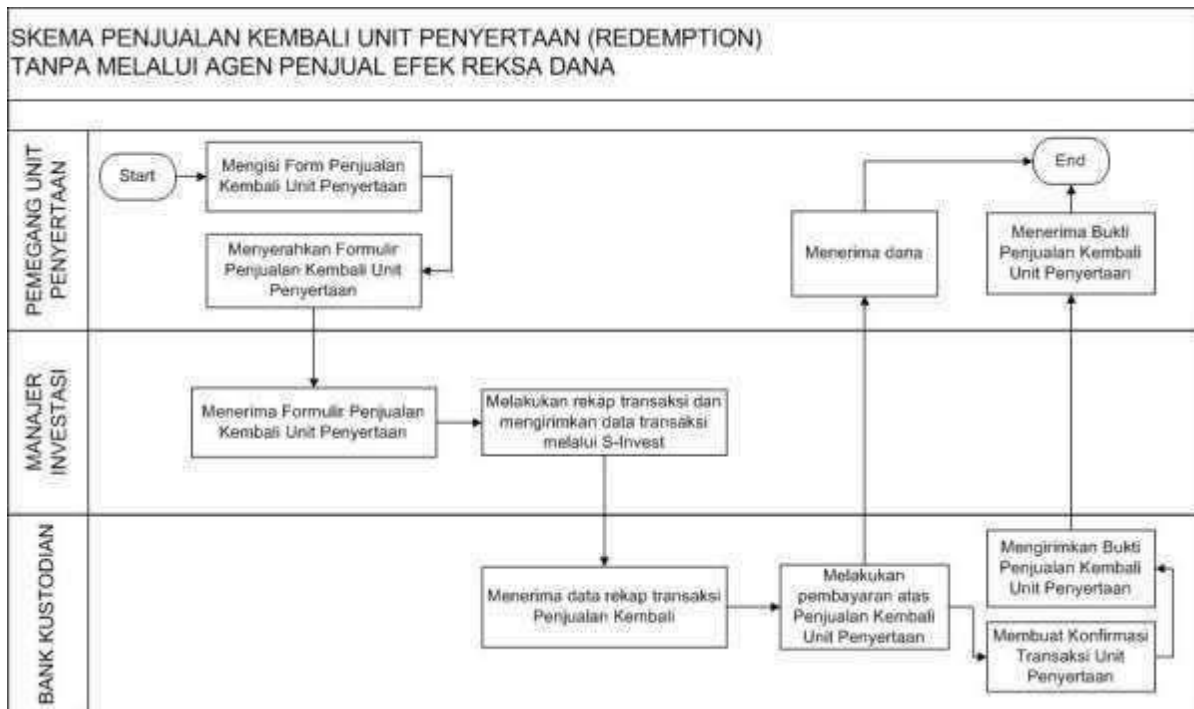 SKEMA PENJUALAN KEMBALI UNIT PENYERTAAN (REDEMPTION)
TANPA MELALUI AGEN PENJUAL EFEK REKSA DANA
PEMEGANG UNIT
PENYERTAAN
Start
Mengisi Form Penjualan
Kembali Unit Penyertaan
Menyerahkan Formulir
Penjualan Kembali Unit
Penyertaan
Menerima dana
End
Menerima Bukti
Penjualan Kembali
Unit Penyertaan
MANAJER
INVESTASI
Menerima Formulir Penjualan
Kembali Unit Penyertaan
Melakukan rekap transaksi dan
mengirimkan data transaksi
melalui S-Invest
BANK KUSTODIAN
Menerima data rekap transaksi
Penjualan Kembali
Melakukan
pembayaran atas
Penjualan Kembali
Unit Penyertaan
Mengirimkan Bukti
Penjualan Kembali
Unit Penyertaan
Membuat Konfirmasi
Transaksi Unit
Penyertaan